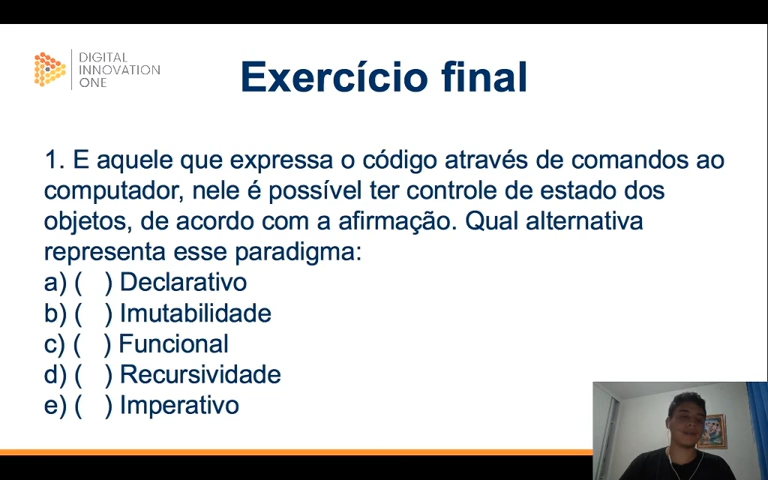 DIGITAL
INNOVATION
ONE
Exercício final
1. E aquele que expressa o código através de comandos ao
computador, nele é possível ter controle de estado dos
objetos, de acordo com a afirmação. Qual alternativa
representa esse paradigma:
a) ( ) Declarativo
b) ( ) Imutabilidade
c) ( ) Funcional
d) ( ) Recursividade
e) ( ) Imperativo